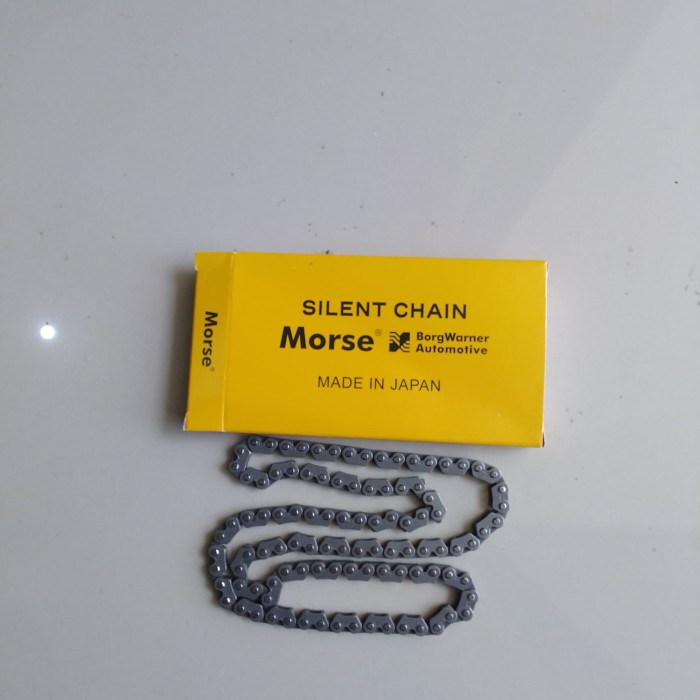 Morse®
SILENT CHAIN
Morse® BorgWarner
Automotive
MADE IN JAPAN